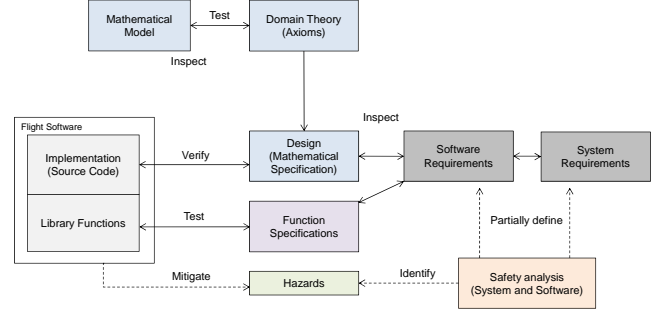 Mathematical
Model
Test
Domain Theory
(Axioms)
Inspect
Flight Software
Implementation
(Source Code)
Verify
Design
(Mathematical
Specification)
Inspect
Software
Requirements
System
Requirements
Library Functions
Test
Function
Specifications
Partially define
Mitigate
Hazards
Identify
Safety analysis
(System and Software)